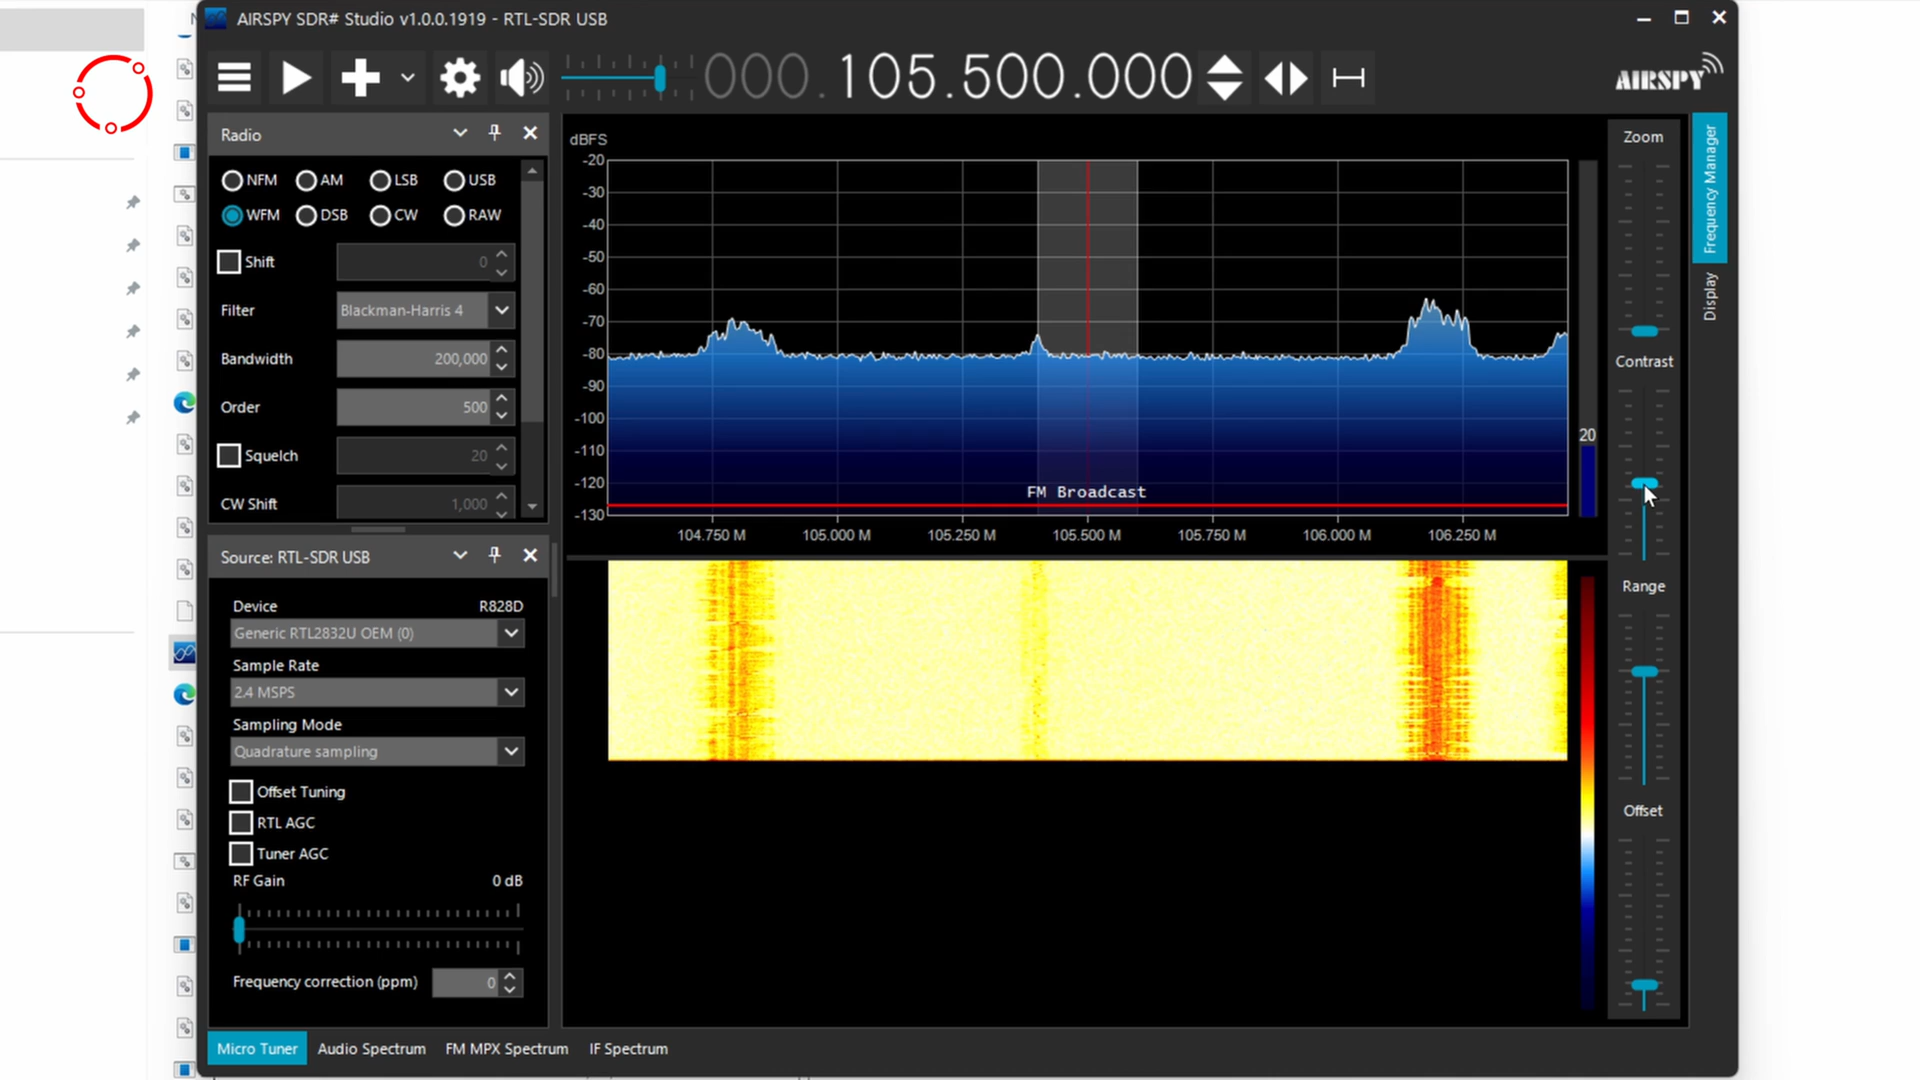 AIRSPY SDR# Studio v1.0.0.1919 - RTL-SDR USB
000.105.500.000
AIRSPY
Radio
NFM AM LSB USB
WFM DSB CW RAW
Shift 0
Filter Blackman-Harris 4
Bandwidth 200,000
Order 500
Squelch 20
CW Shift 1,000
Source: RTL-SDR USB
Device R828D
Generic RTL2832U OEM (0)
Sample Rate
2.4 MSPS
Sampling Mode
Quadrature sampling
Offset Tuning
RTL AGC
Tuner AGC
RF Gain 0 dB
Frequency correction (ppm) 0
Micro Tuner Audio Spectrum FM MPX Spectrum IF Spectrum
dBFS
-20
-30
-40
-50
-60
-70
-80
-90
-100
-110
-120
-130
FM Broadcast
104.750 M 105.000 M 105.250 M 105.500 M 105.750 M 106.000 M 106.250 M
20
Zoom
Contrast
Range
Offset
Frequency Manager
Display